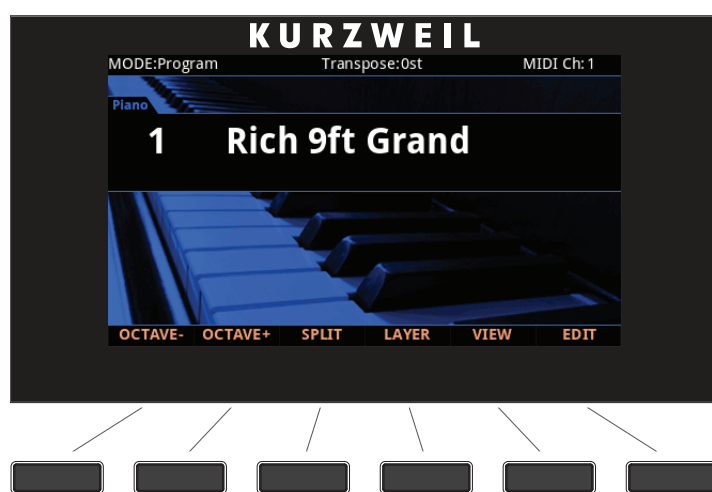 KURZWEIL
MODE:Program Transpose:0st MIDI Ch:1
Piano
1 Rich 9ft Grand
OCTAVE- OCTAVE+ SPLIT LAYER VIEW EDIT